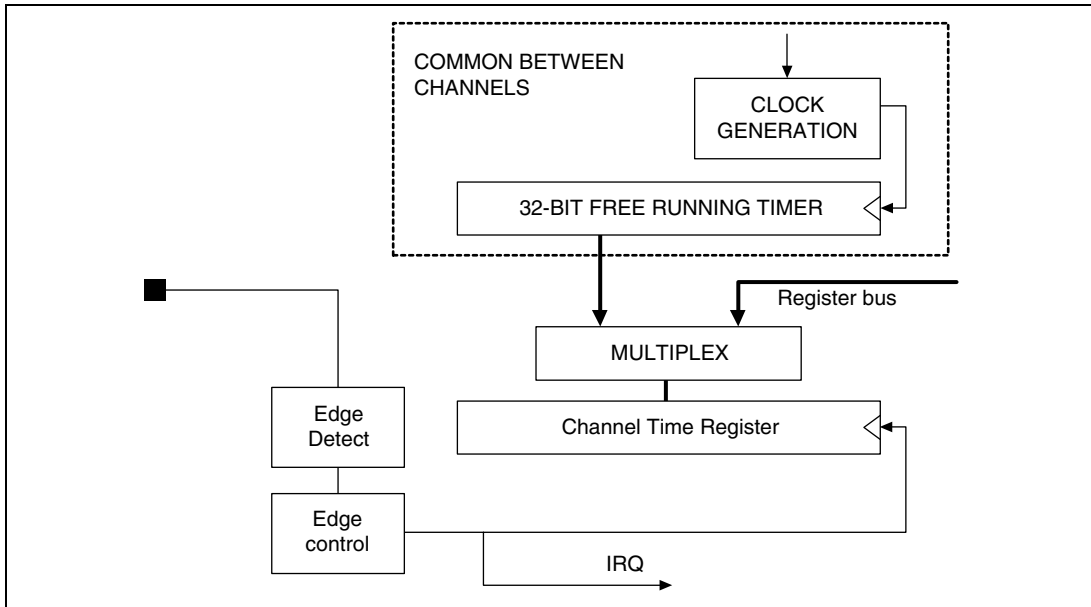 COMMON BETWEEN
CHANNELS
CLOCK
GENERATION
32-BIT FREE RUNNING TIMER
Register bus
MULTIPLEX
Edge
Detect
Channel Time Register
Edge
control
IRQ